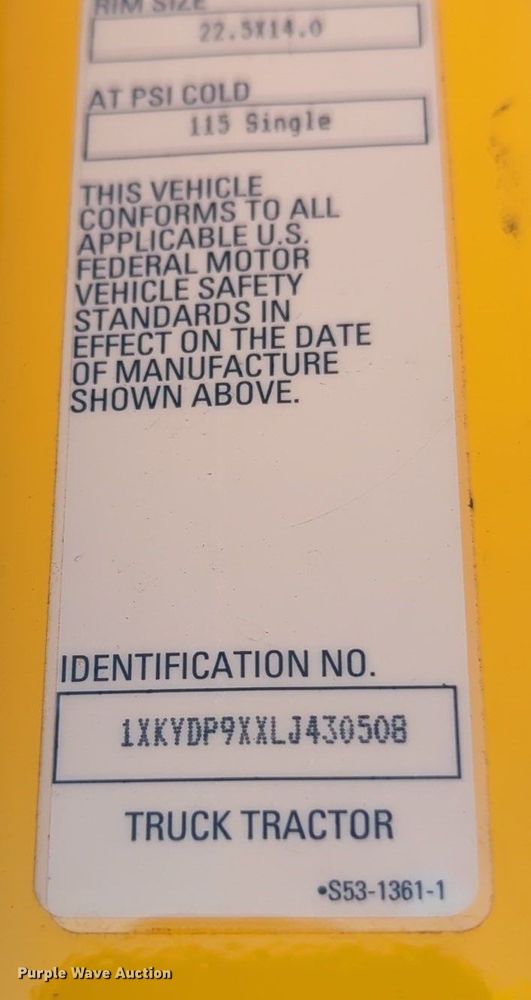 RIM SIZE
22.5X14.0
AT PSI COLD
115 Single
THIS VEHICLE
CONFORMS TO ALL
APPLICABLE U.S.
FEDERAL MOTOR
VEHICLE SAFETY
STANDARDS IN
EFFECT ON THE DATE
OF MANUFACTURE
SHOWN ABOVE.
IDENTIFICATION NO.
1XKYDP9XXLJ430508
TRUCK TRACTOR
•S53-1361-1
Purple Wave Auction